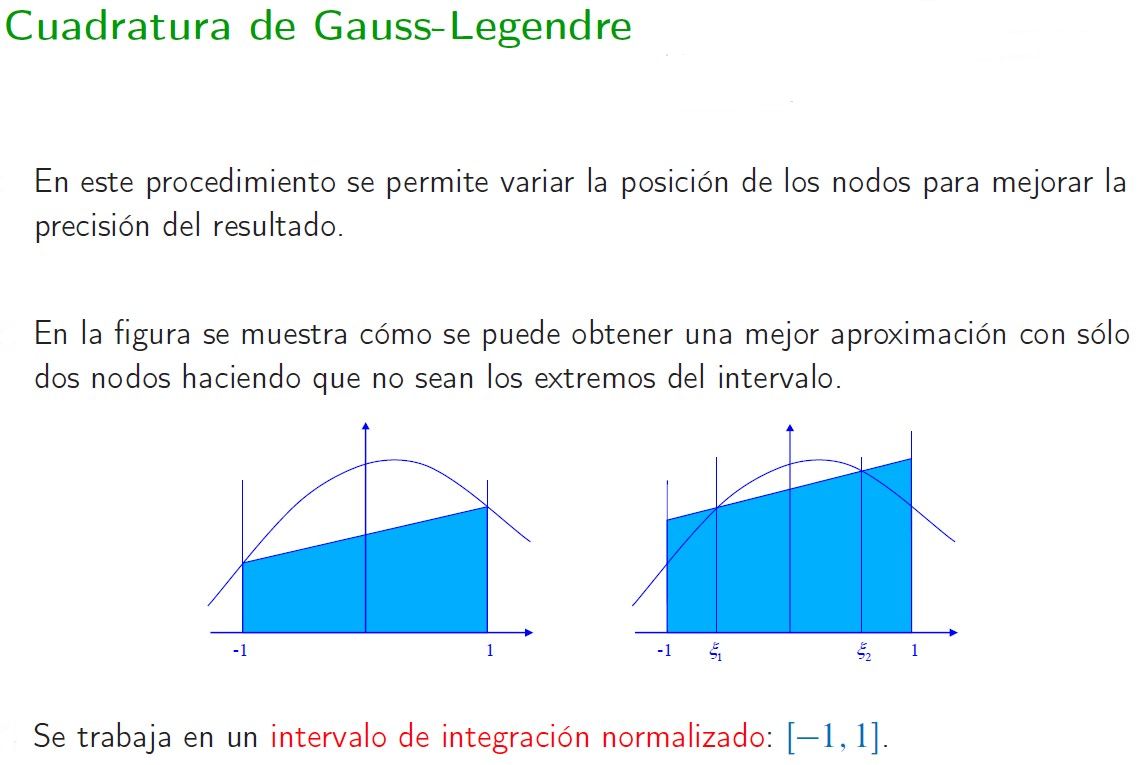 Cuadratura de Gauss-Legendre
En este procedimiento se permite variar la posición de los nodos para mejorar la
precisión del resultado.
En la figura se muestra cómo se puede obtener una mejor aproximación con sólo
dos nodos haciendo que no sean los extremos del intervalo.
-1 1 -1 ξ1 ξ2 1
Se trabaja en un intervalo de integración normalizado: [−1, 1].